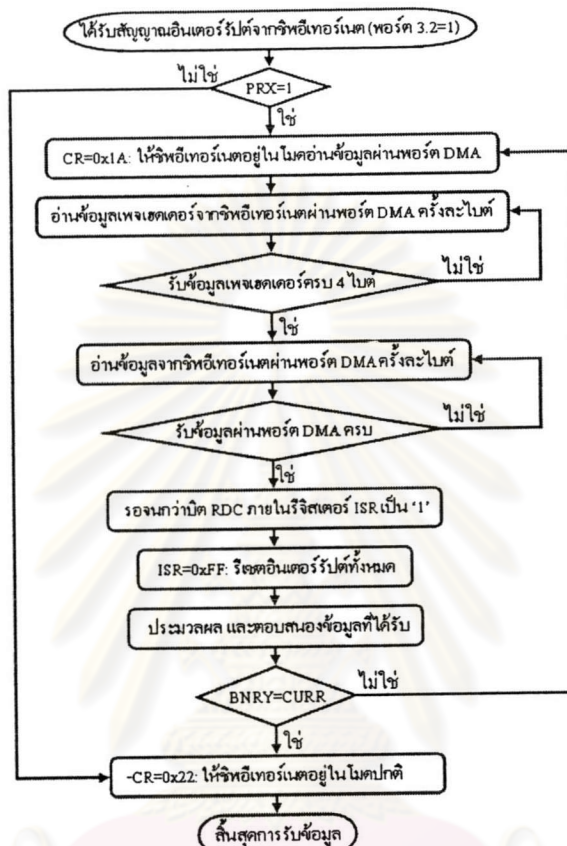 ได้รับสัญญาณอินเตอร์รัปต์จากชิพอีเทอร์เนต (พอร์ต 3.2=1)
ไม่ใช่
PRX=1
ใช่
CR=0x1A: ให้ชิพอีเทอร์เนตอยู่ในโมดอ่านข้อมูลผ่านพอร์ต DMA
อ่านข้อมูลเพจเฮดเดอร์จากชิพอีเทอร์เนตผ่านพอร์ต DMA ครั้งละไบต์
ไม่ใช่
รับข้อมูลเพจเฮดเดอร์ครบ 4 ไบต์
ใช่
อ่านข้อมูลจากชิพอีเทอร์เนตผ่านพอร์ต DMA ครั้งละไบต์
ไม่ใช่
รับข้อมูลผ่านพอร์ต DMA ครบ
ใช่
รอจนกว่าบิต RDC ภายในรีจิสเตอร์ ISR เป็น ‘1’
ISR=0xFF: รีเซตอินเตอร์รัปต์ทั้งหมด
ประมวลผล และตอบสนองข้อมูลที่ได้รับ
ไม่ใช่
BNRY=CURR
ใช่
-CR=0x22: ให้ชิพอีเทอร์เนตอยู่ในโมดปกติ
สิ้นสุดการรับข้อมูล